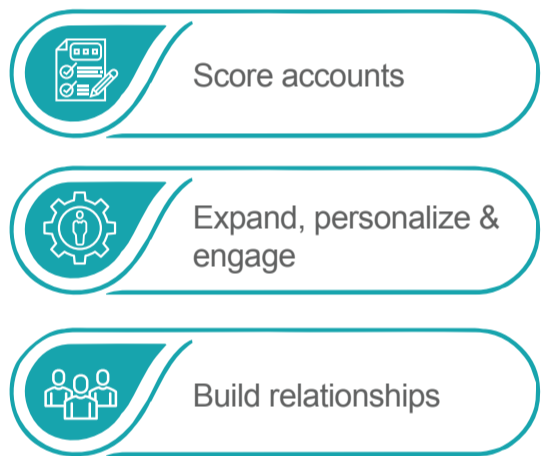 Score accounts
Expand, personalize &
engage
Build relationships